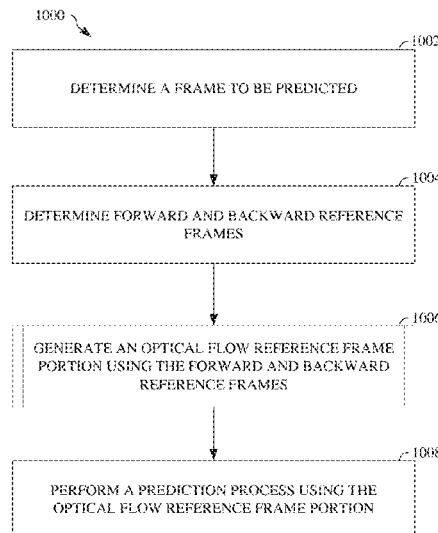 1000
1002
DETERMINE A FRAME TO BE PREDICTED
1004
DETERMINE FORWARD AND BACKWARD REFERENCE
FRAMES
1006
GENERATE AN OPTICAL FLOW REFERENCE FRAME
PORTION USING THE FORWARD AND BACKWARD
REFERENCE FRAMES
1008
PERFORM A PREDICTION PROCESS USING THE
OPTICAL FLOW REFERENCE FRAME PORTION